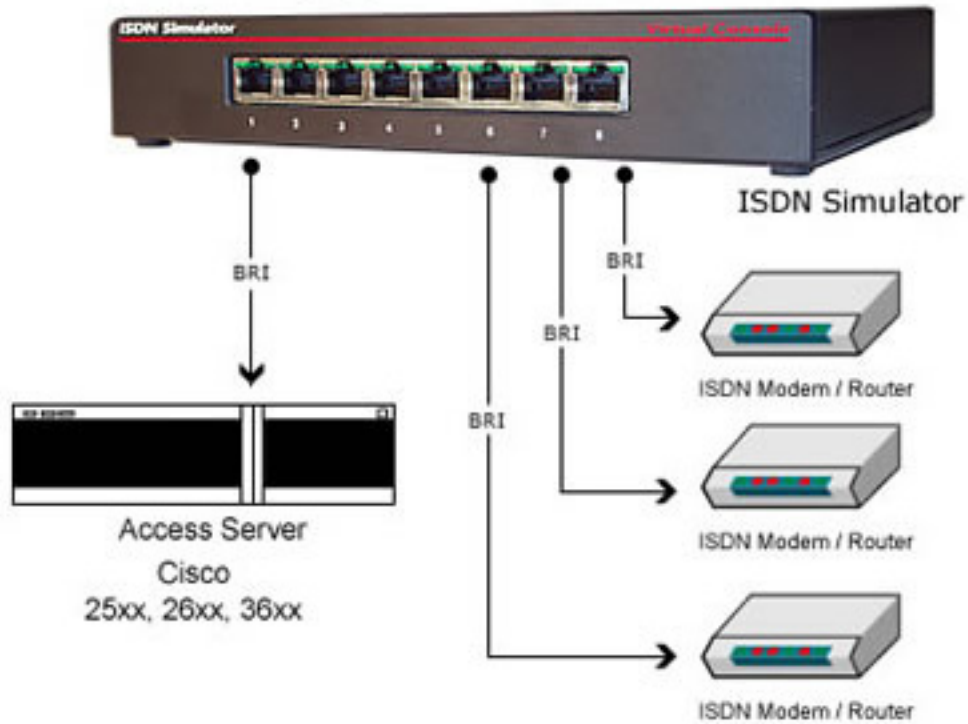 ISDN Simulator
Virtual Console
1 2 3 4 5 6 7 8
ISDN Simulator
BRI
BRI
BRI
BRI
ISDN Modem / Router
ISDN Modem / Router
ISDN Modem / Router
Access Server
Cisco
25xx, 26xx, 36xx